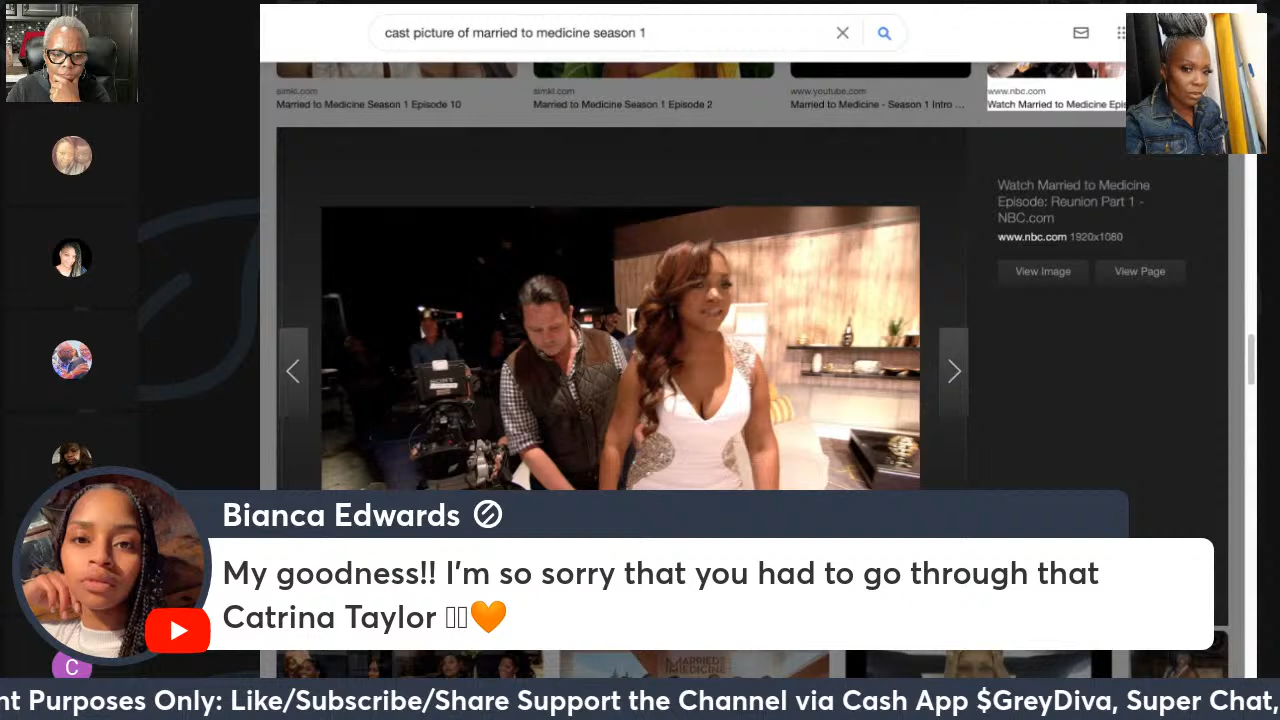 cast picture of married to medicine season 1
simkl.com
Married to Medicine Season 1 Episode 10
simkl.com
Married to Medicine Season 1 Episode 2
www.youtube.com
Married to Medicine - Season 1 Intro ...
www.nbc.com
Watch Married to Medicine Epis
Watch Married to Medicine
Episode: Reunion Part 1 -
NBC.com
www.nbc.com 1920x1080
View Image
View Page
SONY
Bianca Edwards
My goodness!! I'm so sorry that you had to go through that
Catrina Taylor 🧡
C
MARRIED
MEDICINE
nt Purposes Only: Like/Subscribe/Share Support the Channel via Cash App $GreyDiva, Super Chat,